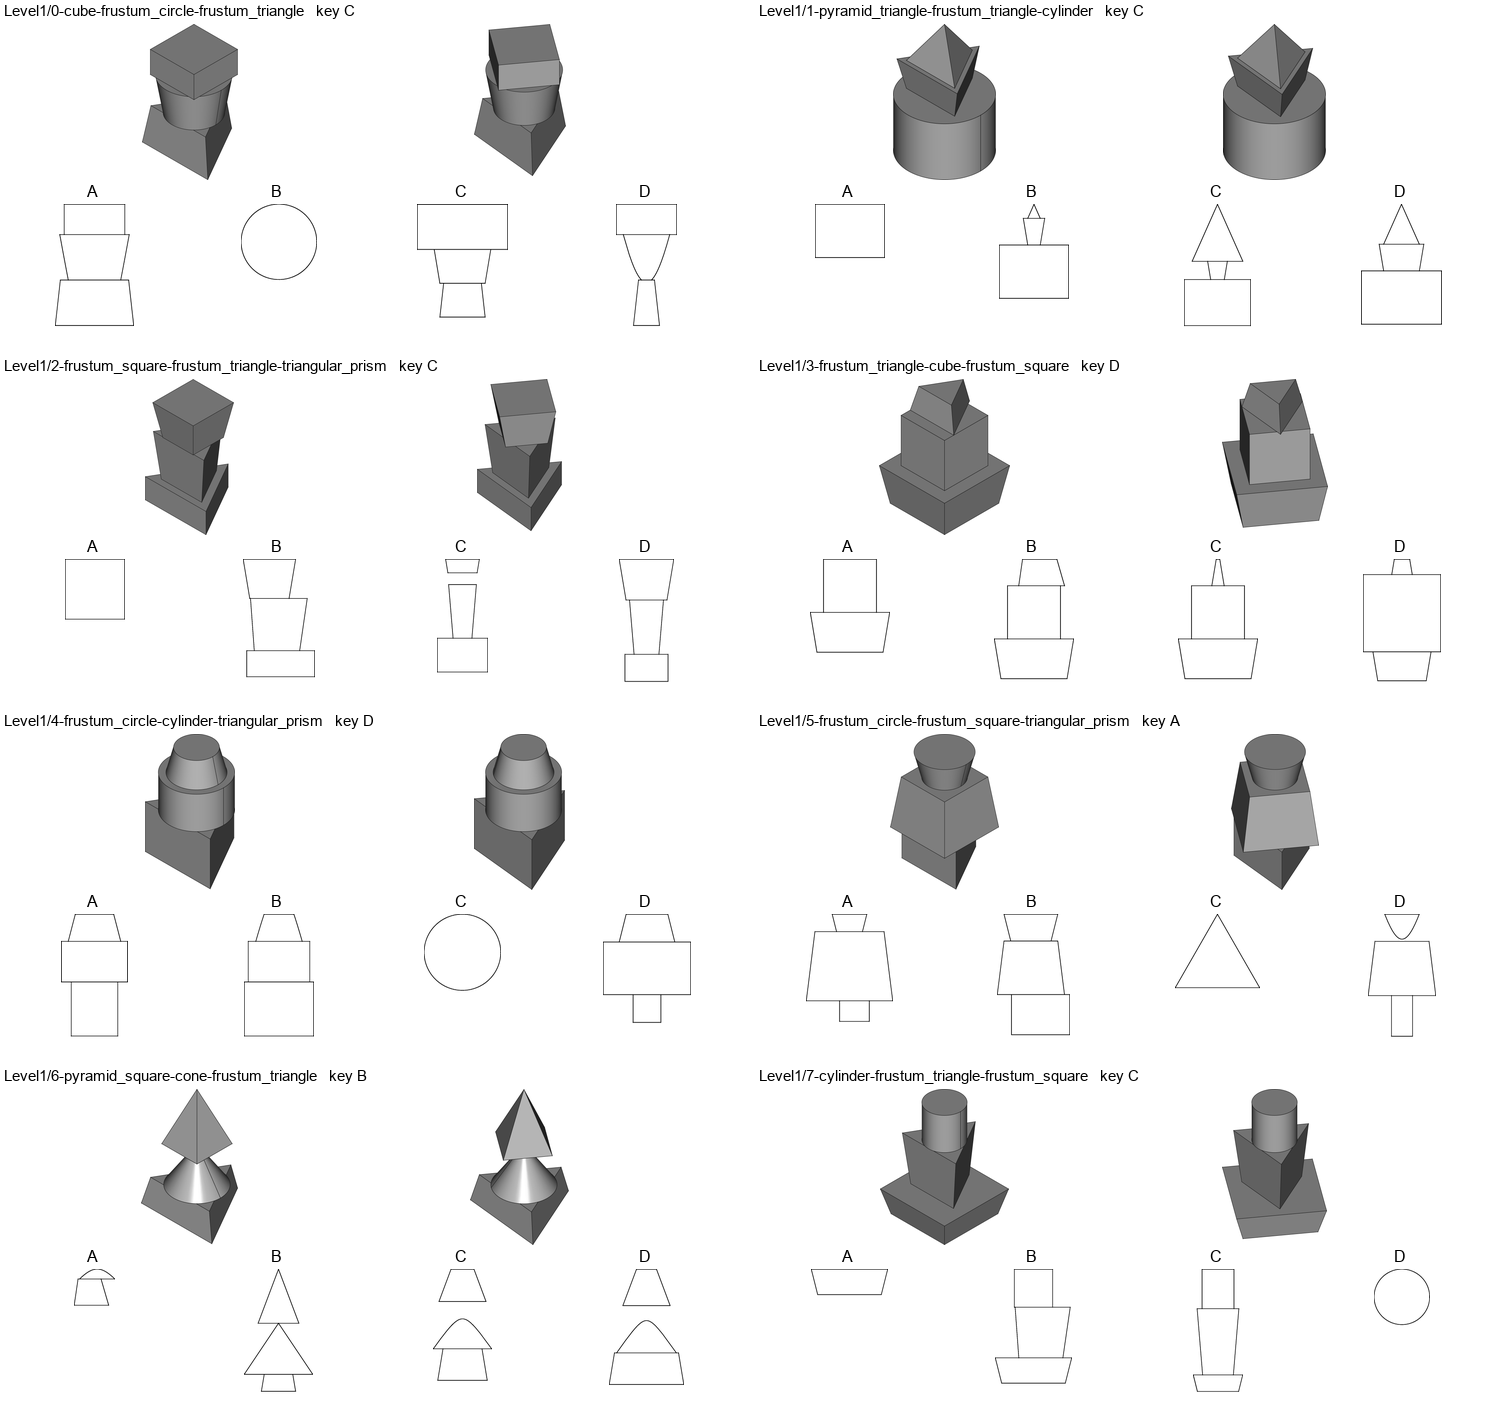 Level1/0-cube-frustum_circle-frustum_triangle   key C
A
B
C
D
Level1/1-pyramid_triangle-frustum_triangle-cylinder   key C
A
B
C
D
Level1/2-frustum_square-frustum_triangle-triangular_prism   key C
A
B
C
D
Level1/3-frustum_triangle-cube-frustum_square   key D
A
B
C
D
Level1/4-frustum_circle-cylinder-triangular_prism   key D
A
B
C
D
Level1/5-frustum_circle-frustum_square-triangular_prism   key A
A
B
C
D
Level1/6-pyramid_square-cone-frustum_triangle   key B
A
B
C
D
Level1/7-cylinder-frustum_triangle-frustum_square   key C
A
B
C
D